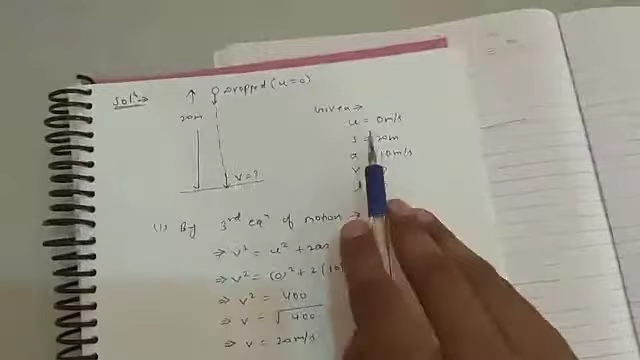 Solⁿ→
Dropped (u=0)
20m
v=?
Given→
u = 0m/s
s = 20m
a 10m/s
v
(i) By 3rd eqⁿ of motion →
⇒ v² = u² + 2as
⇒ v² = (0)² + 2(10
⇒ v² = 400
⇒ v = √400
⇒ v = 20m/s